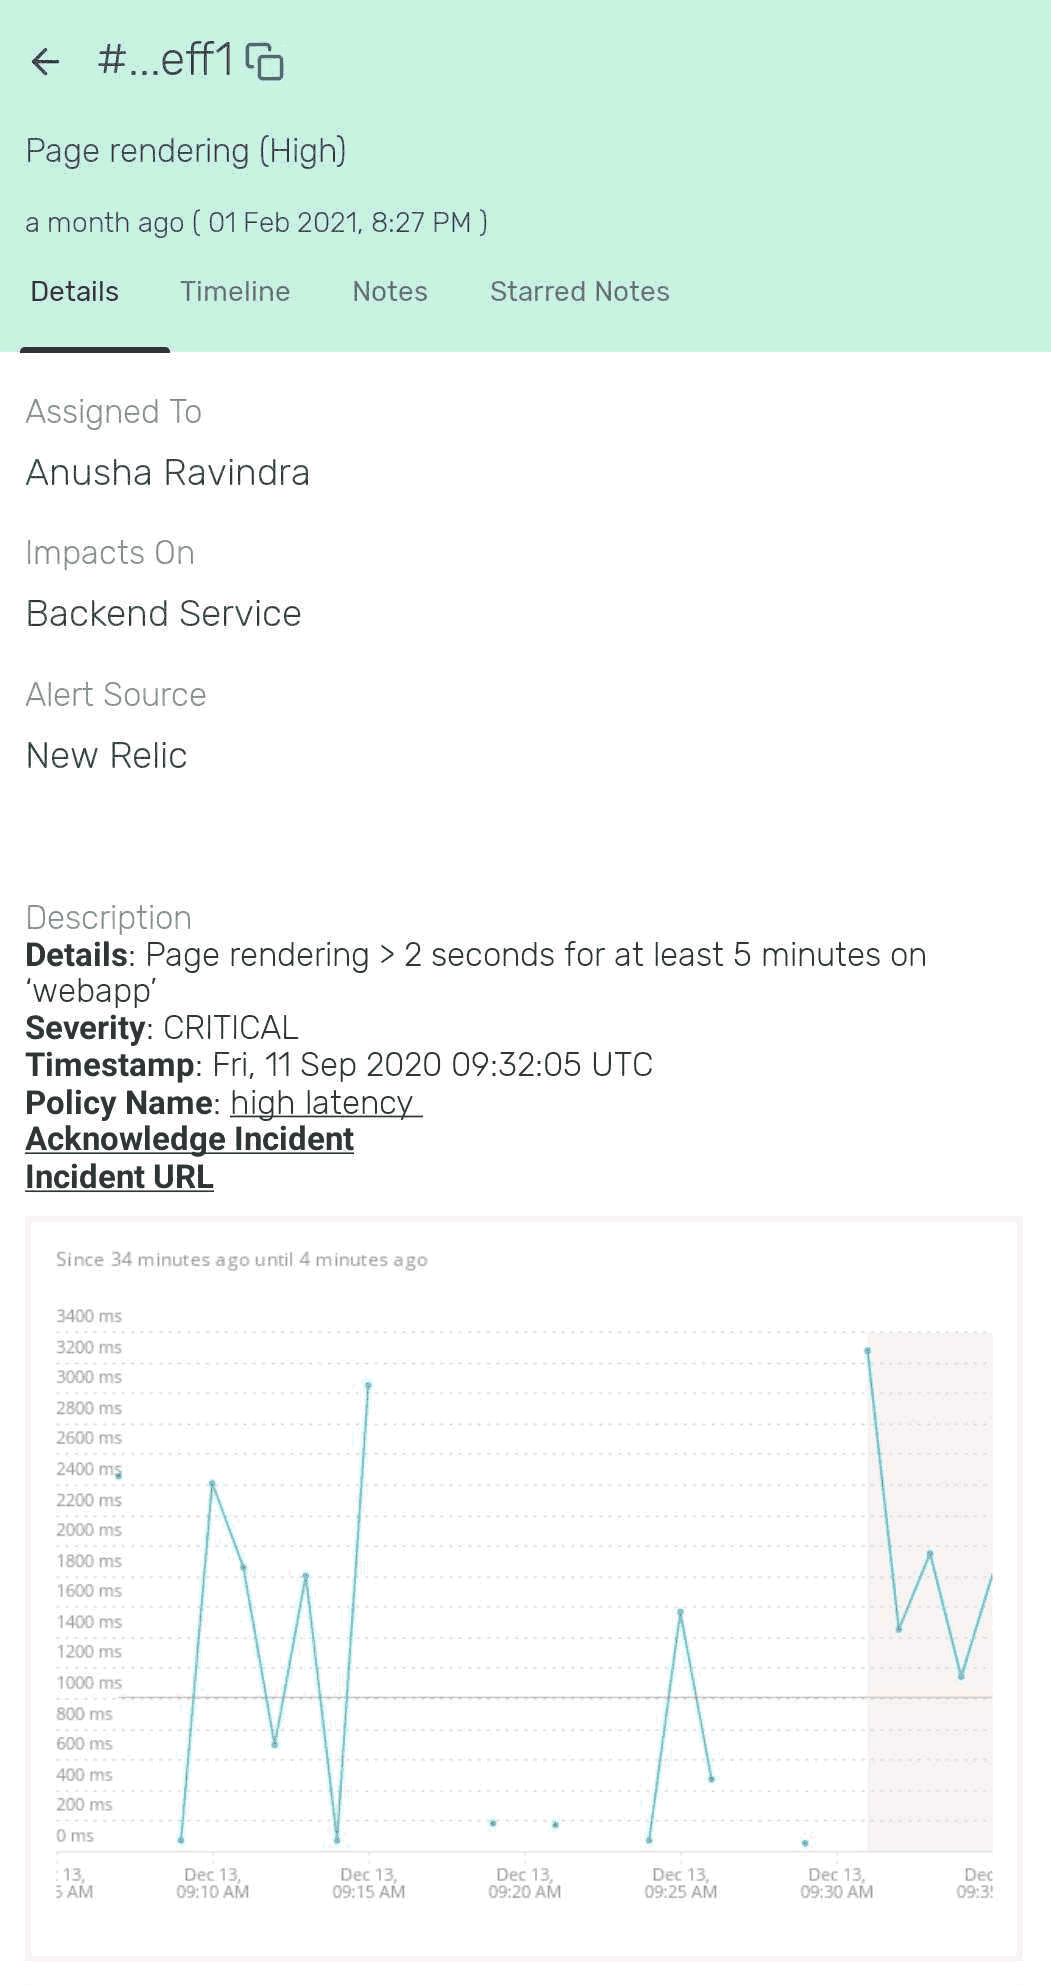 #...eff1
Page rendering (High)
a month ago ( 01 Feb 2021, 8:27 PM )
Details Timeline Notes Starred Notes
Assigned To
Anusha Ravindra
Impacts On
Backend Service
Alert Source
New Relic
Description
Details: Page rendering > 2 seconds for at least 5 minutes on
‘webapp’
Severity: CRITICAL
Timestamp: Fri, 11 Sep 2020 09:32:05 UTC
Policy Name: high latency
Acknowledge Incident
Incident URL
Since 34 minutes ago until 4 minutes ago
3400 ms
3200 ms
3000 ms
2800 ms
2600 ms
2400 ms
2200 ms
2000 ms
1800 ms
1600 ms
1400 ms
1200 ms
1000 ms
800 ms
600 ms
400 ms
200 ms
0 ms
13, Dec 13, Dec 13, Dec 13, Dec 13, Dec 13, Dec
AM 09:10 AM 09:15 AM 09:20 AM 09:25 AM 09:30 AM 09:3